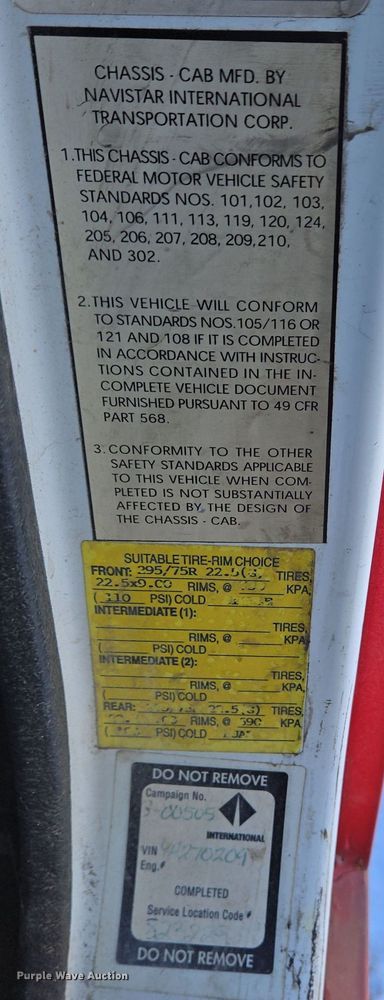 CHASSIS - CAB MFD. BY
NAVISTAR INTERNATIONAL
TRANSPORTATION CORP.
1.THIS CHASSIS - CAB CONFORMS TO
FEDERAL MOTOR VEHICLE SAFETY
STANDARDS NOS. 101,102, 103,
104, 106, 111, 113, 119, 120, 124,
205, 206, 207, 208, 209,210,
AND 302.
2.THIS VEHICLE WILL CONFORM
TO STANDARDS NOS.105/116 OR
121 AND 108 IF IT IS COMPLETED
IN ACCORDANCE WITH INSTRUC-
TIONS CONTAINED IN THE IN-
COMPLETE VEHICLE DOCUMENT
FURNISHED PURSUANT TO 49 CFR
PART 568.
3. CONFORMITY TO THE OTHER
SAFETY STANDARDS APPLICABLE
TO THIS VEHICLE WHEN COM-
PLETED IS NOT SUBSTANTIALLY
AFFECTED BY THE DESIGN OF
THE CHASSIS - CAB.
SUITABLE TIRE-RIM CHOICE
FRONT: 295/75R TIRES,
RIMS, @ KPA,
( 110 PSI) COLD
INTERMEDIATE (1):
TIRES,
RIMS, @ KPA,
( PSI) COLD
INTERMEDIATE (2):
TIRES,
RIMS, @ KPA,
( PSI) COLD
REAR: TIRES,
RIMS, @ 690 KPA,
( PSI) COLD
DO NOT REMOVE
Campaign No.
INTERNATIONAL
VIN
Eng.#
COMPLETED
Service Location Code #
DO NOT REMOVE
Purple Wave Auction